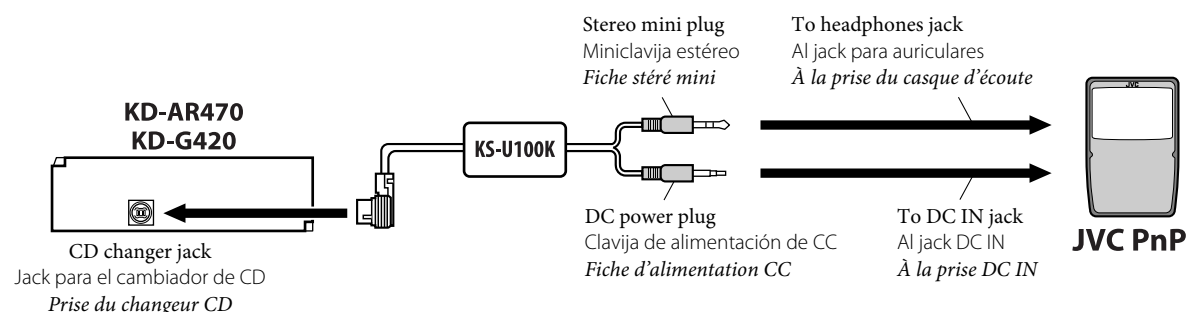 KD-AR470
KD-G420
CD changer jack
Jack para el cambiador de CD
Prise du changeur CD
KS-U100K
Stereo mini plug
Miniclavija estéreo
Fiche stéré mini
To headphones jack
Al jack para auriculares
À la prise du casque d’écoute
DC power plug
Clavija de alimentación de CC
Fiche d’alimentation CC
To DC IN jack
Al jack DC IN
À la prise DC IN
JVC
JVC PnP